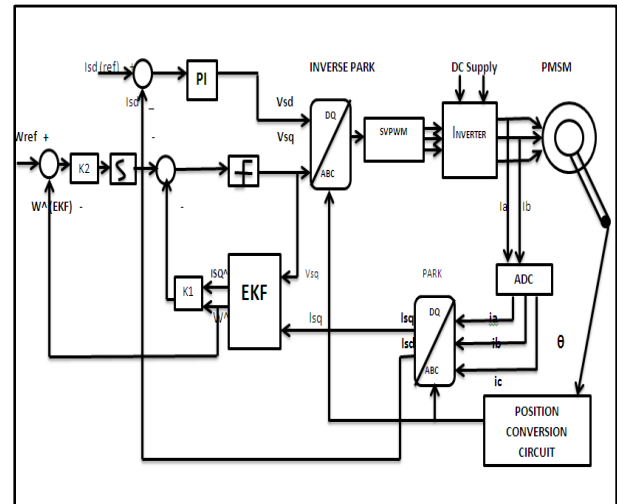 Isd (ref) +
PI
INVERSE PARK
DC Supply
PMSM
Isd
_
-
Vsd
Vsq
DQ
ABC
SVPWM
INVERTER
Wref +
K2
S
-
-
W^(EKF) -
Ia
Ib
ISQ^
K1
W^
EKF
Vsq
Isq
PARK
Isq
Isd
DQ
ABC
ADC
ia
ib
ic
θ
POSITION
CONVERSION
CIRCUIT